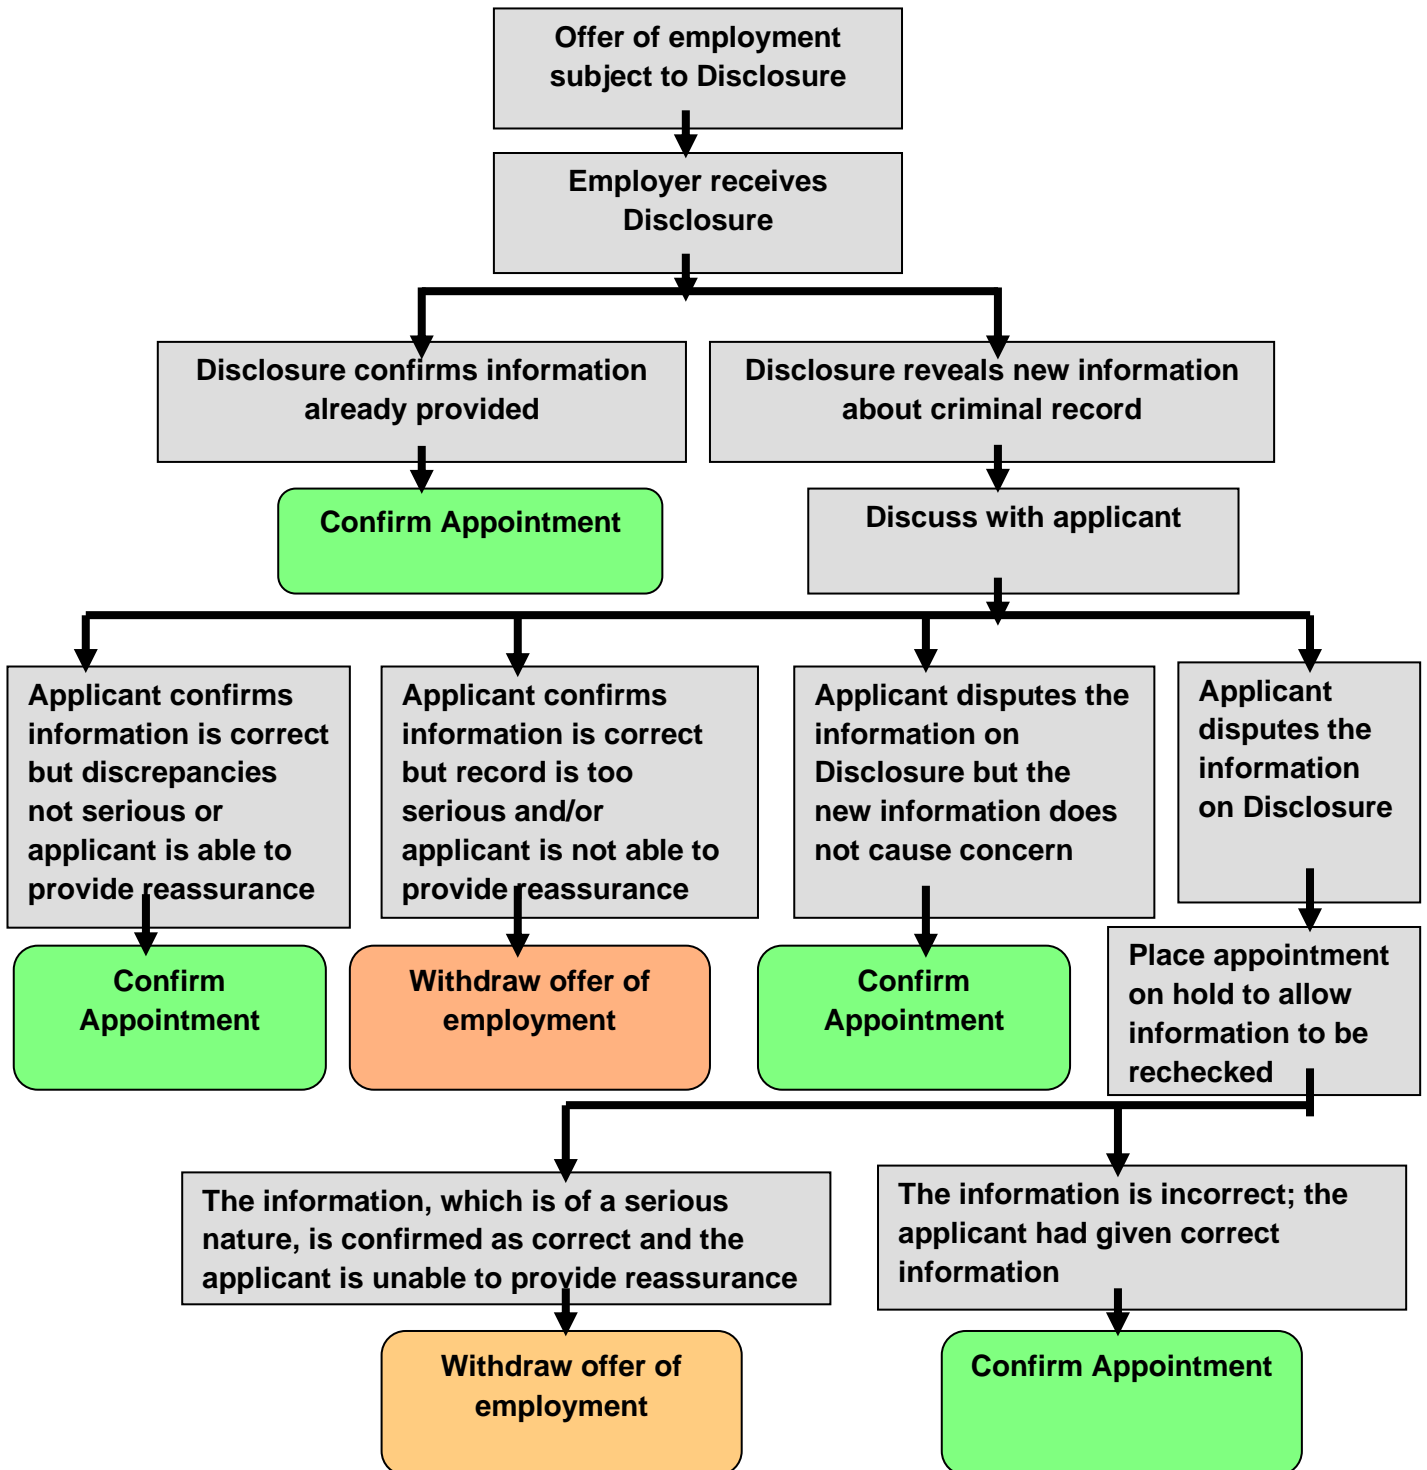 Offer of employment
subject to Disclosure
Employer receives
Disclosure
Disclosure confirms information
already provided
Disclosure reveals new information
about criminal record
Confirm Appointment
Discuss with applicant
Applicant confirms
information is correct
but discrepancies
not serious or
applicant is able to
provide reassurance
Applicant confirms
information is correct
but record is too
serious and/or
applicant is not able to
provide reassurance
Applicant disputes the
information on
Disclosure but the
new information does
not cause concern
Applicant
disputes the
information
on Disclosure
Confirm
Appointment
Withdraw offer of
employment
Confirm
Appointment
Place appointment
on hold to allow
information to be
rechecked
The information, which is of a serious
nature, is confirmed as correct and the
applicant is unable to provide reassurance
The information is incorrect; the
applicant had given correct
information
Withdraw offer of
employment
Confirm Appointment